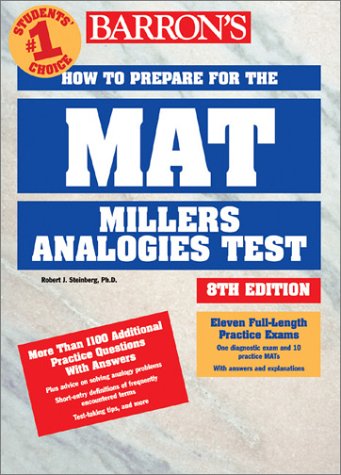 STUDENTS'
#1
CHOICE
BARRON'S
HOW TO PREPARE FOR THE
MAT
MILLERS
ANALOGIES TEST
Robert J. Steinberg, Ph.D.
8TH EDITION
More Than 1100 Additional
Practice Questions
With Answers
Plus advice on solving analogy problems
Short-entry definitions of frequently
encountered terms
Test-taking tips, and more
Eleven Full-Length
Practice Exams
One diagnostic exam and 10
practice MATs
With answers and explanations